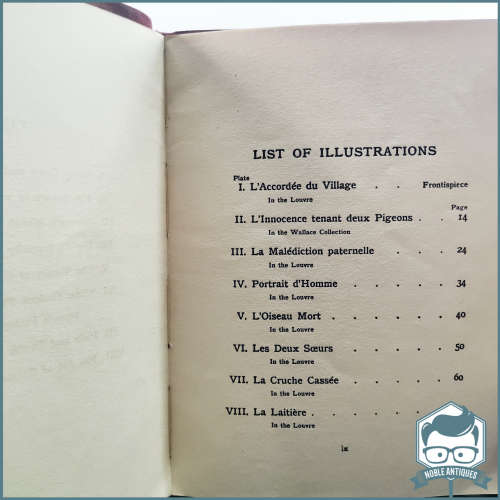 LIST OF ILLUSTRATIONS
Plate
I. L'Accordée du Village . . Frontispiece
In the Louvre
Page
II. L'Innocence tenant deux Pigeons . . 14
In the Wallace Collection
III. La Malédiction paternelle . . . 24
In the Louvre
IV. Portrait d'Homme . . . . 34
In the Louvre
V. L'Oiseau Mort . . . . . 40
In the Louvre
VI. Les Deux Sœurs . . . . . 50
In the Louvre
VII. La Cruche Cassée . . . . 60
In the Louvre
VIII. La Laitière . . . . .
In the Louvre
ix
NOBLE ANTIQUES